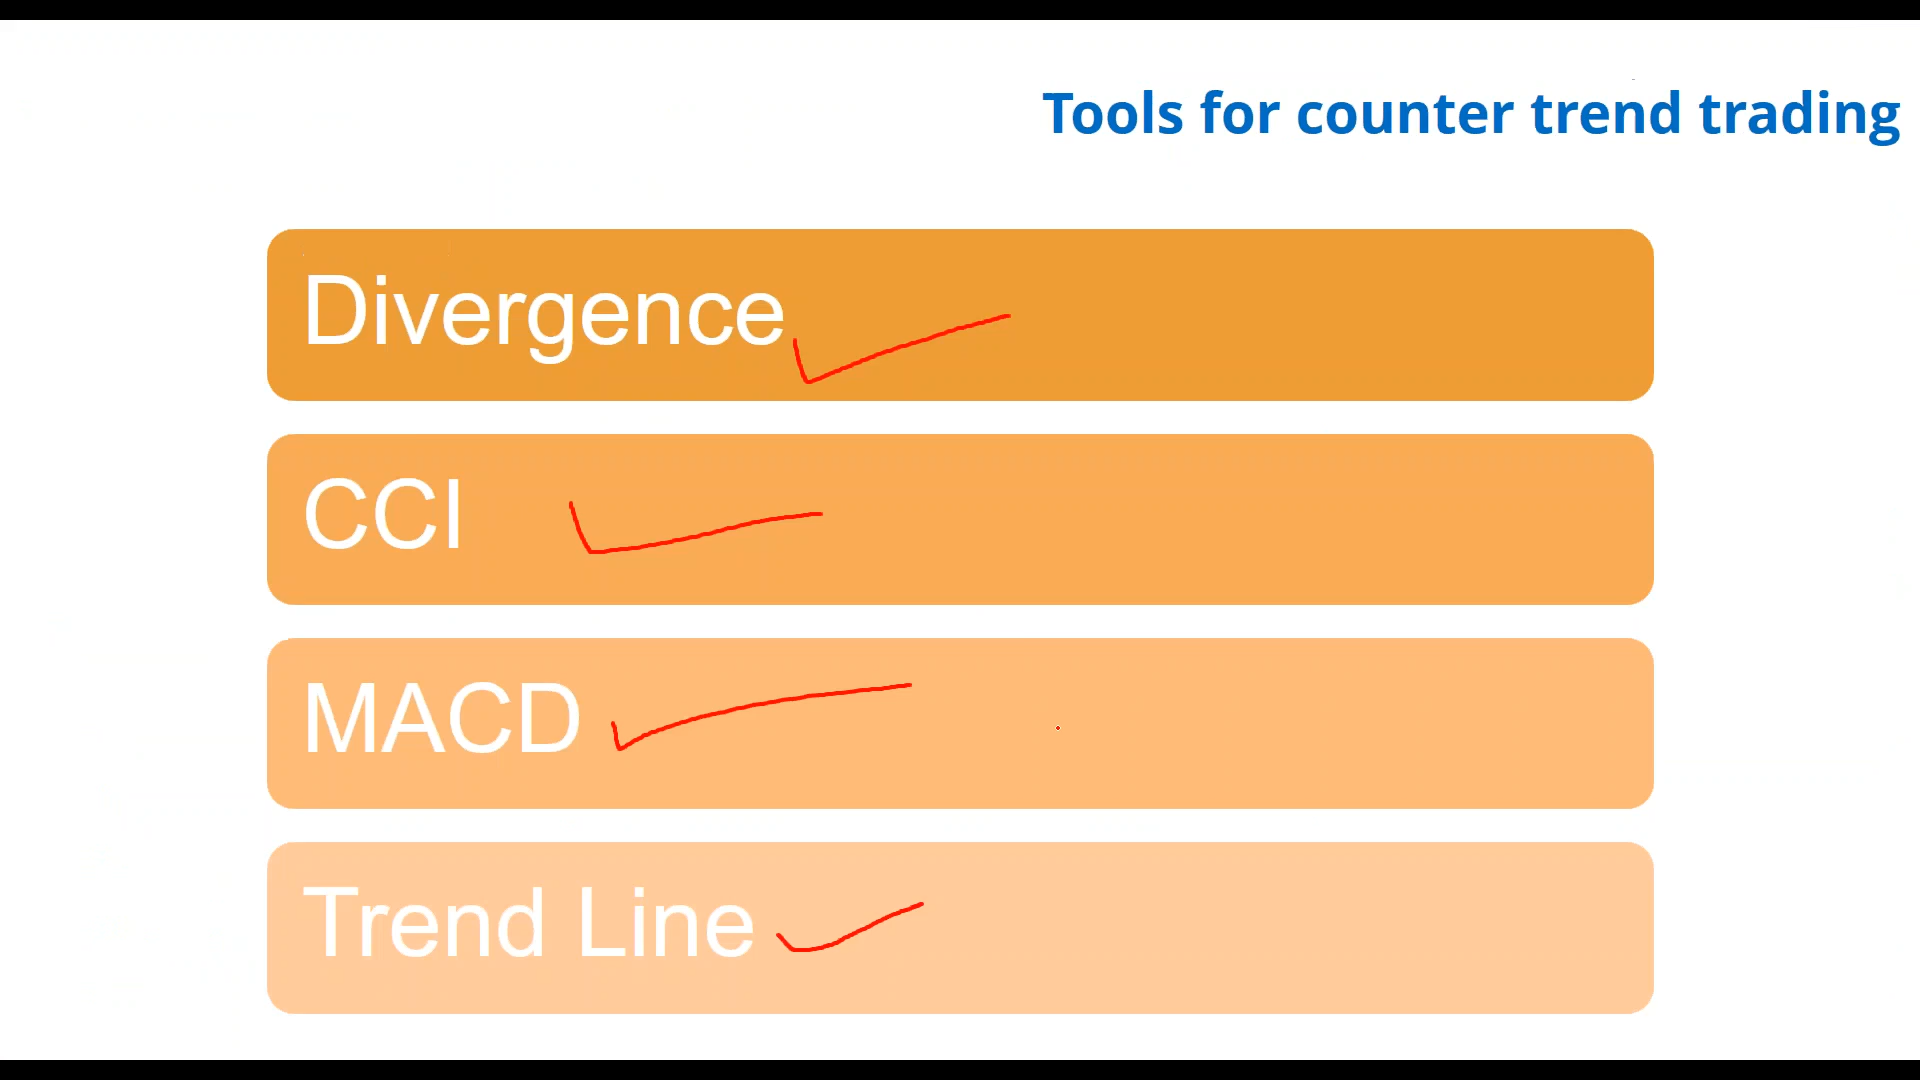 Tools for counter trend trading
Divergence
CCI
MACD
Trend Line